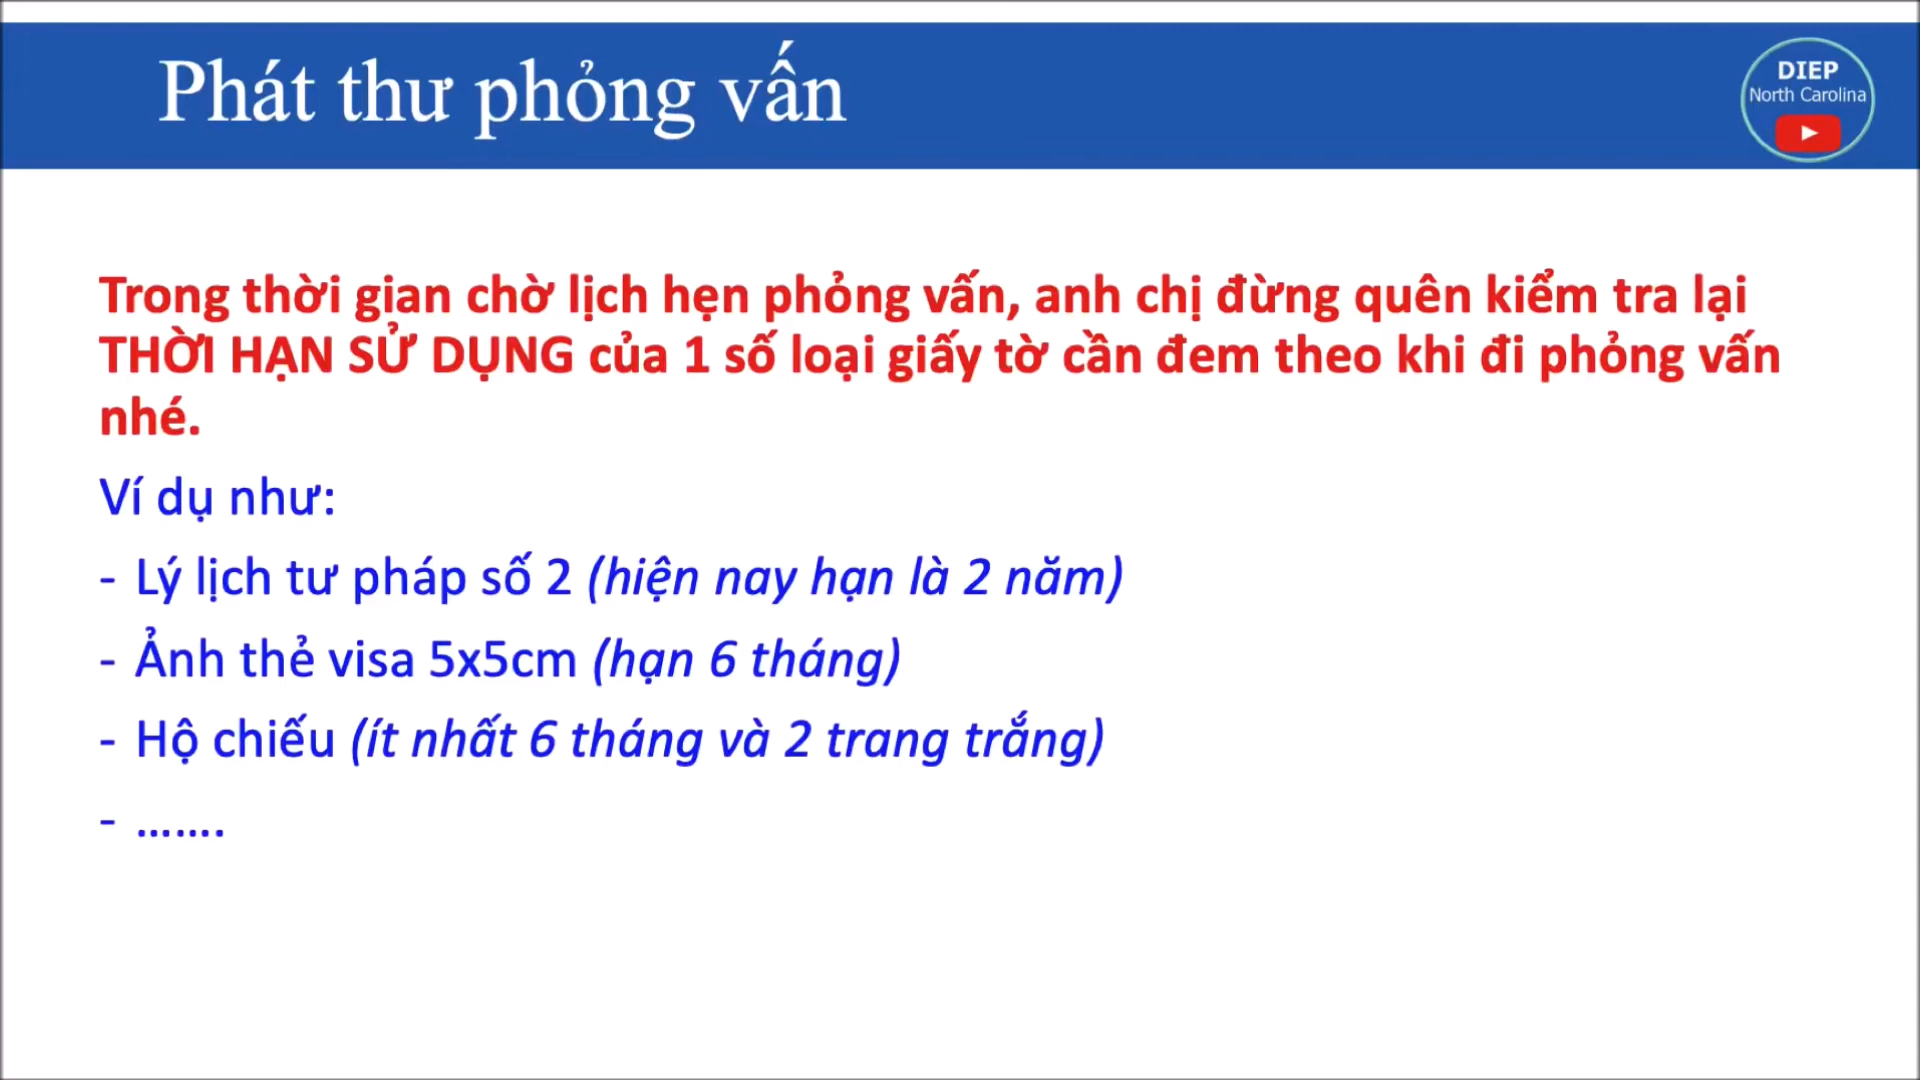 Phát thư phỏng vấn
DIEP
North Carolina
Trong thời gian chờ lịch hẹn phỏng vấn, anh chị đừng quên kiểm tra lại
THỜI HẠN SỬ DỤNG của 1 số loại giấy tờ cần đem theo khi đi phỏng vấn
nhé.
Ví dụ như:
- Lý lịch tư pháp số 2 (hiện nay hạn là 2 năm)
- Ảnh thẻ visa 5x5cm (hạn 6 tháng)
- Hộ chiếu (ít nhất 6 tháng và 2 trang trắng)
- …….